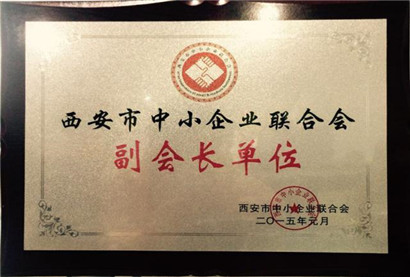 西安市中小企业联合会
副会长单位
西安市中小企业联合会
二〇一五年元月